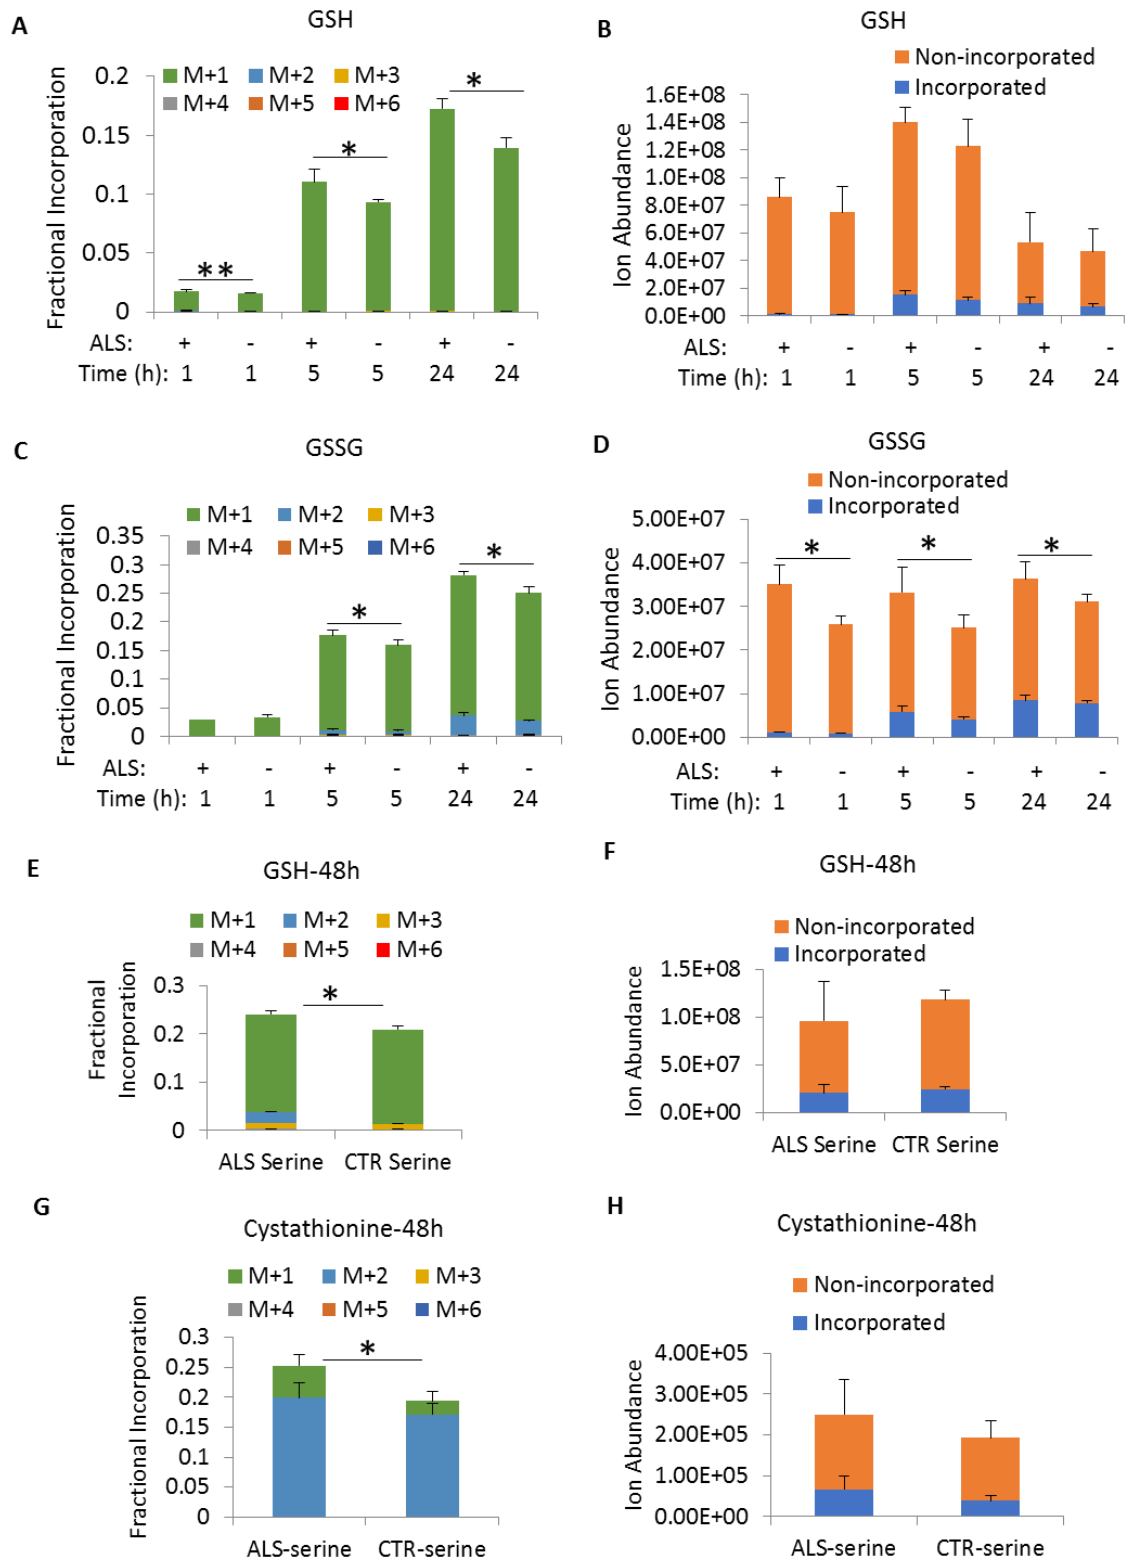 A
GSH
M+1 M+2 M+3
M+4 M+5 M+6
Fractional Incorporation
0.2
0.15
0.1
0.05
0
** * *
ALS: + - + - + -
Time (h): 1 1 5 5 24 24
B
GSH
Non-incorporated
Incorporated
Ion Abundance
1.6E+08
1.4E+08
1.2E+08
1.0E+08
8.0E+07
6.0E+07
4.0E+07
2.0E+07
0.0E+00
ALS: + - + - + -
Time (h): 1 1 5 5 24 24
C
GSSG
M+1 M+2 M+3
M+4 M+5 M+6
Fractional Incorporation
0.35
0.3
0.25
0.2
0.15
0.1
0.05
0
* *
ALS: + - + - + -
Time (h): 1 1 5 5 24 24
D
GSSG
Non-incorporated
Incorporated
Ion Abundance
5.00E+07
4.00E+07
3.00E+07
2.00E+07
1.00E+07
0.00E+00
* * *
ALS: + - + - + -
Time (h): 1 1 5 5 24 24
E
GSH-48h
M+1 M+2 M+3
M+4 M+5 M+6
Fractional
Incorporation
0.3
0.2
0.1
0
*
ALS Serine CTR Serine
F
GSH-48h
Non-incorporated
Incorporated
Ion Abundance
1.5E+08
1.0E+08
5.0E+07
0.0E+00
ALS Serine CTR Serine
G
Cystathionine-48h
M+1 M+2 M+3
M+4 M+5 M+6
Fractional Incorporation
0.3
0.25
0.2
0.15
0.1
0.05
0
*
ALS-serine CTR-serine
H
Cystathionine-48h
Non-incorporated
Incorporated
Ion Abundance
4.00E+05
3.00E+05
2.00E+05
1.00E+05
0.00E+00
ALS-serine CTR-serine